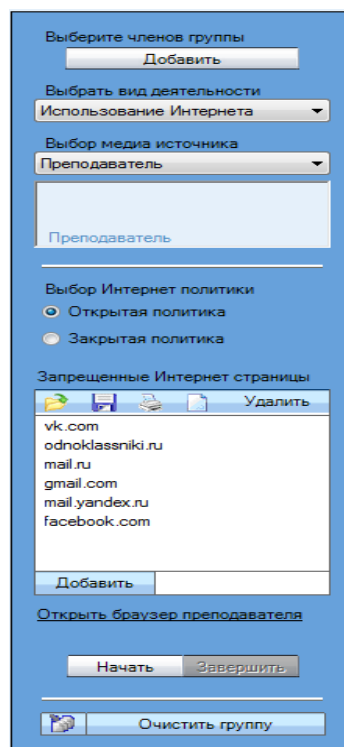 Выберите членов группы
Добавить
Выбрать вид деятельности
Использование Интернета
Выбор медиа источника
Преподаватель
Преподаватель
Выбор Интернет политики
Открытая политика
Закрытая политика
Запрещенные Интернет страницы
Удалить
vk.com
odnoklassniki.ru
mail.ru
gmail.com
mail.yandex.ru
facebook.com
Добавить
Открыть браузер преподавателя
Начать Завершить
Очистить группу